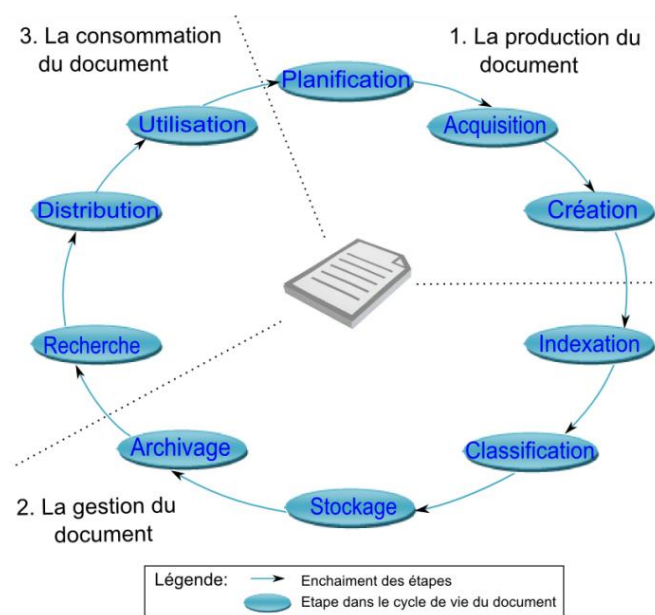 3. La consommation
du document
1. La production du
document
Planification
Acquisition
Création
Indexation
Classification
Stockage
Archivage
Recherche
Distribution
Utilisation
2. La gestion du
document
Légende:
Enchaiment des étapes
Etape dans le cycle de vie du document